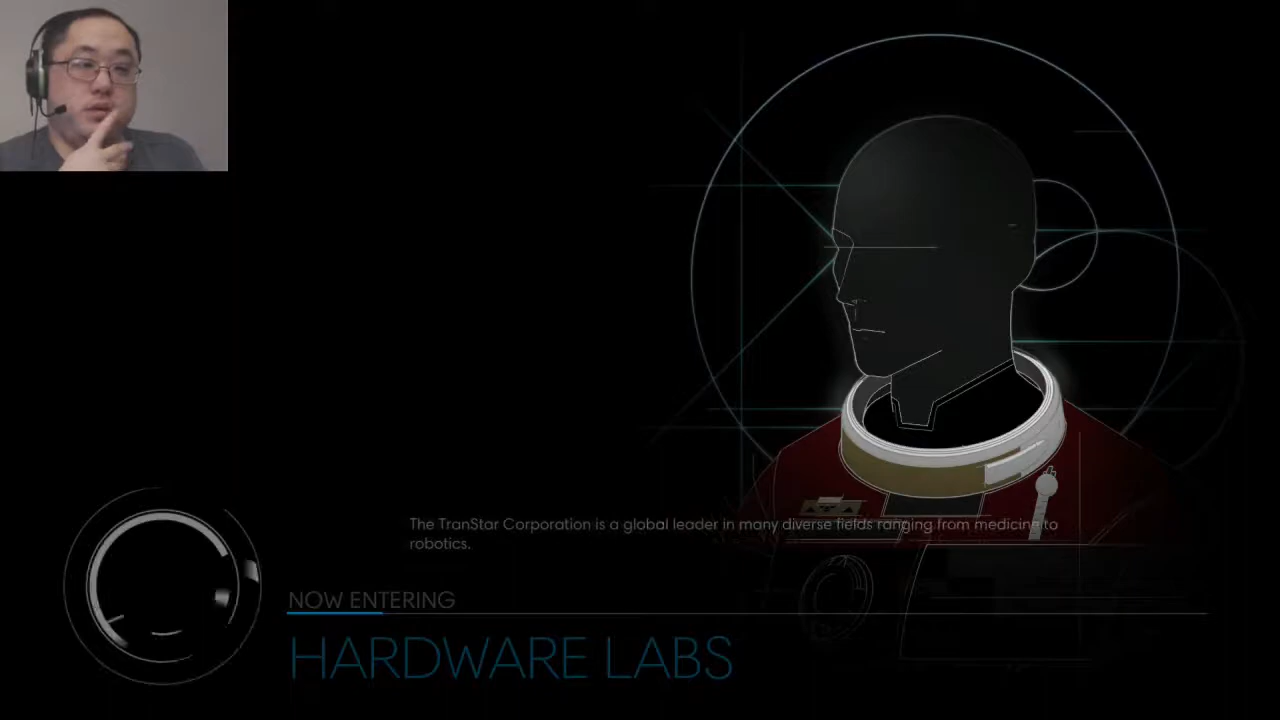 The TranStar Corporation is a global leader in many diverse fields ranging from medicine to
robotics.
NOW ENTERING
HARDWARE LABS